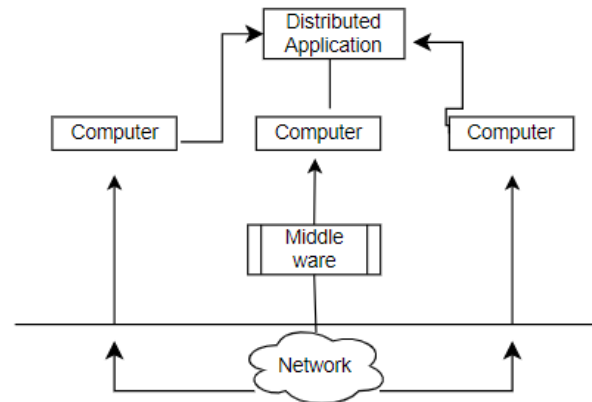 Distributed
Application
Computer
Computer
Computer
Middle
ware
Network